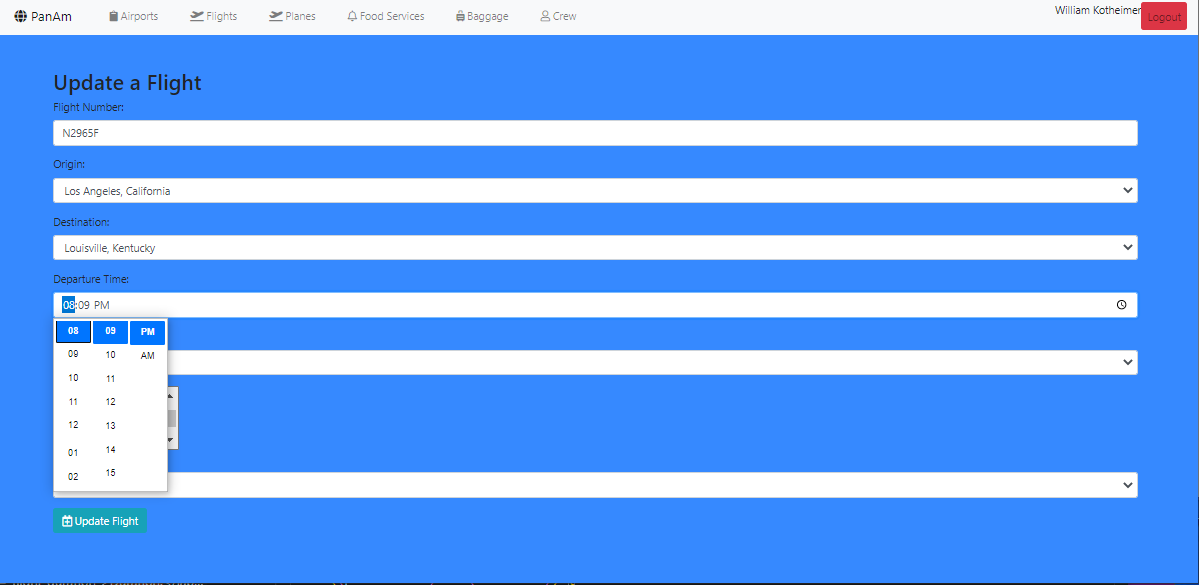 PanAm Airports Flights Planes Food Services Baggage Crew William Kotheimer Logout
Update a Flight
Flight Number:
N2965F
Origin:
Los Angeles, California
Destination:
Louisville, Kentucky
Departure Time:
08:09 PM
08 09 PM
09 10 AM
10 11
11 12
12 13
01 14
02 15
Update Flight